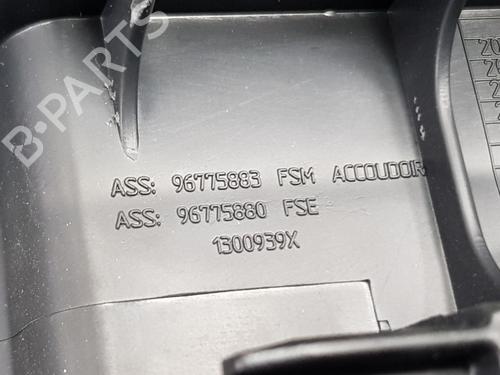 B-PARTS
ASS: 96775883 FSM ACCOUDOIR
ASS: 96775880 FSE
1300939X